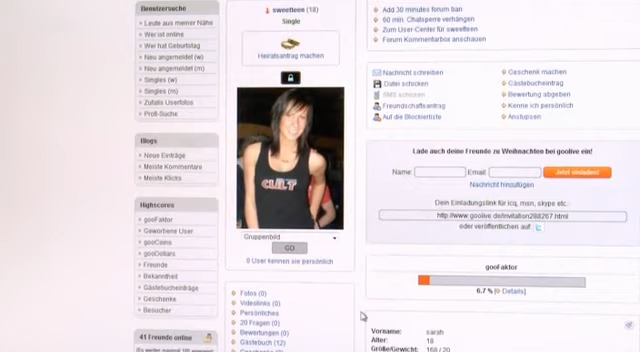 Benutzersuche
Leute aus meiner Nähe
Wer ist online
Wer hat Geburtstag
Neu angemeldet (w)
Neu angemeldet (m)
Singles (w)
Singles (m)
Zufalls Userfotos
Profi-Suche
Blogs
Neue Einträge
Meiste Kommentare
Meiste Klicks
Highscores
gooFaktor
Geworbene User
gooCoins
gooDollars
Freunde
Bekanntheit
Gästebucheinträge
Geschenke
Besucher
41 Freunde online
sweetleen (18)
Single
Heiratsantrag machen
CULT
Gruppenbild
GO
0 User kennen sie persönlich
Fotos (0)
Videolinks (0)
Persönliches
20 Fragen (0)
Bewertungen (0)
Gästebuch (12)
Add 30 minutes forum ban
60 min. Chatsperre verhängen
Zum User Center für sweetleen
Forum Kommentarbox anschauen
Nachricht schreiben
Datei schicken
SMS schicken
Freundschaftsantrag
Auf die Blockierliste
Geschenk machen
Gästebucheintrag
Bewertung abgeben
Kenne ich persönlich
Anstupsen
Lade auch deine Freunde zu Weihnachten bei goolive ein!
Name Email Jetzt einladen!
Nachricht hinzufügen
Dein Einladungslink für icq, msn, skype etc.
http://www.goolive.de/invitation288267.html
oder veröffentlichen auf
gooFaktor
6.7 % [ Details]
Vorname: sarah
Alter: 18
Größe/Gewicht: 168 /